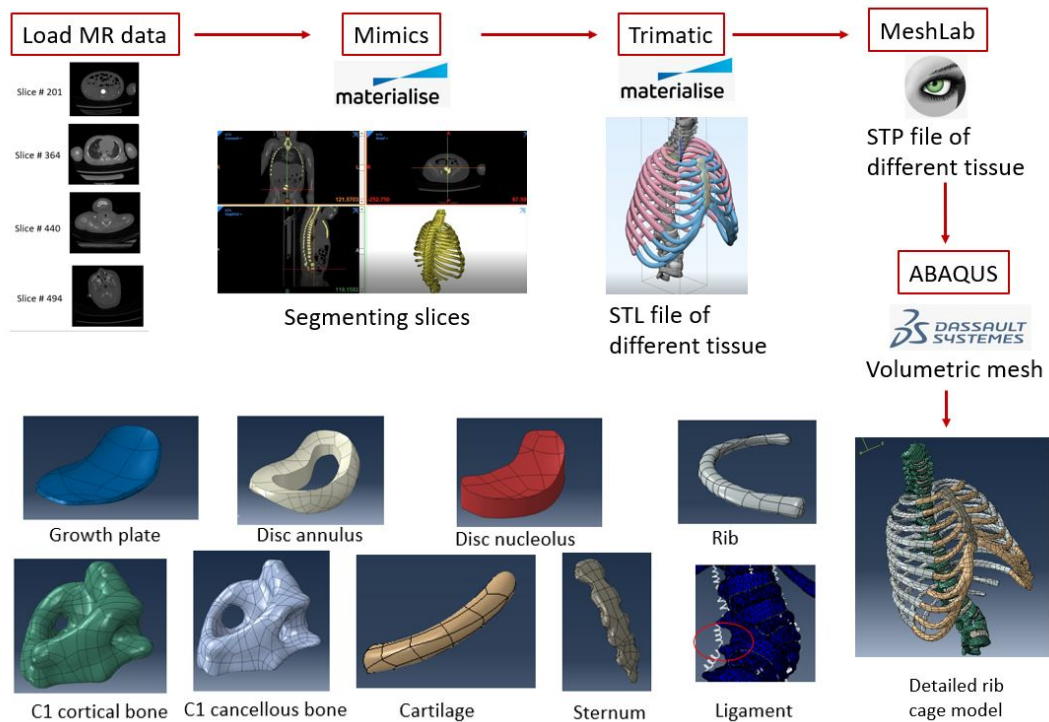 Load MR data
Mimics
Trimatic
MeshLab
Slice # 201
Slice # 364
Slice # 440
Slice # 494
materialise
Segmenting slices
materialise
STL file of
different tissue
STP file of
different tissue
ABAQUS
DASSAULT
SYSTEMES
Volumetric mesh
Growth plate
Disc annulus
Disc nucleolus
Rib
C1 cortical bone
C1 cancellous bone
Cartilage
Sternum
Ligament
Detailed rib
cage model